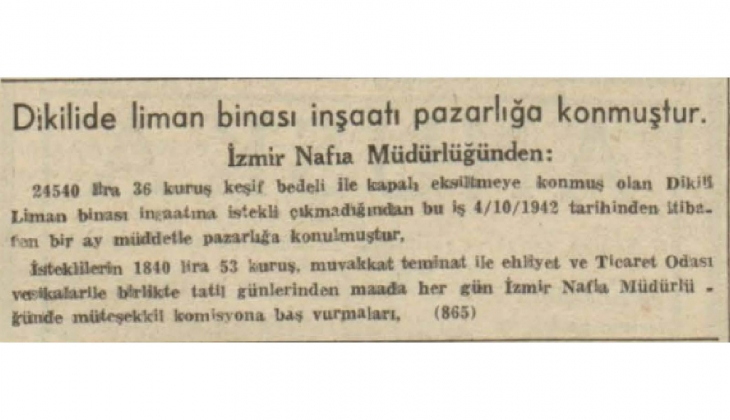 Dikilide liman binası inşaatı pazarlığa konmuştur.
İzmir Nafıa Müdürlüğünden:
24540 lira 36 kuruş keşif bedeli ile kapalı eksiltmeye konmuş olan Dikili
Liman binası inşaatına istekli çıkmadığından bu iş 4/10/1942 tarihinden itiba-
ren bir ay müddetle pazarlığa konulmuştur,
İsteklilerin 1840 lira 53 kuruş, muvakkat teminat ile ehliyet ve Ticaret Odası
vesikalarile birlikte tatil günlerinden maada her gün İzmir Nafıa Müdürlü -
ğünde müteşekkil komisyona baş vurmaları, (865)